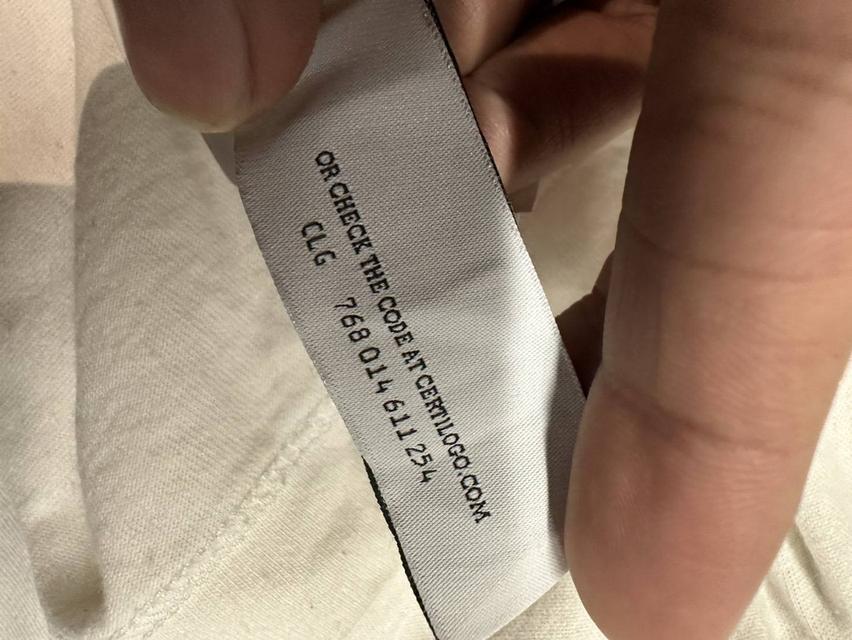 OR CHECK THE CODE AT CERTILOGO.COM
CLG 768 014 611 254